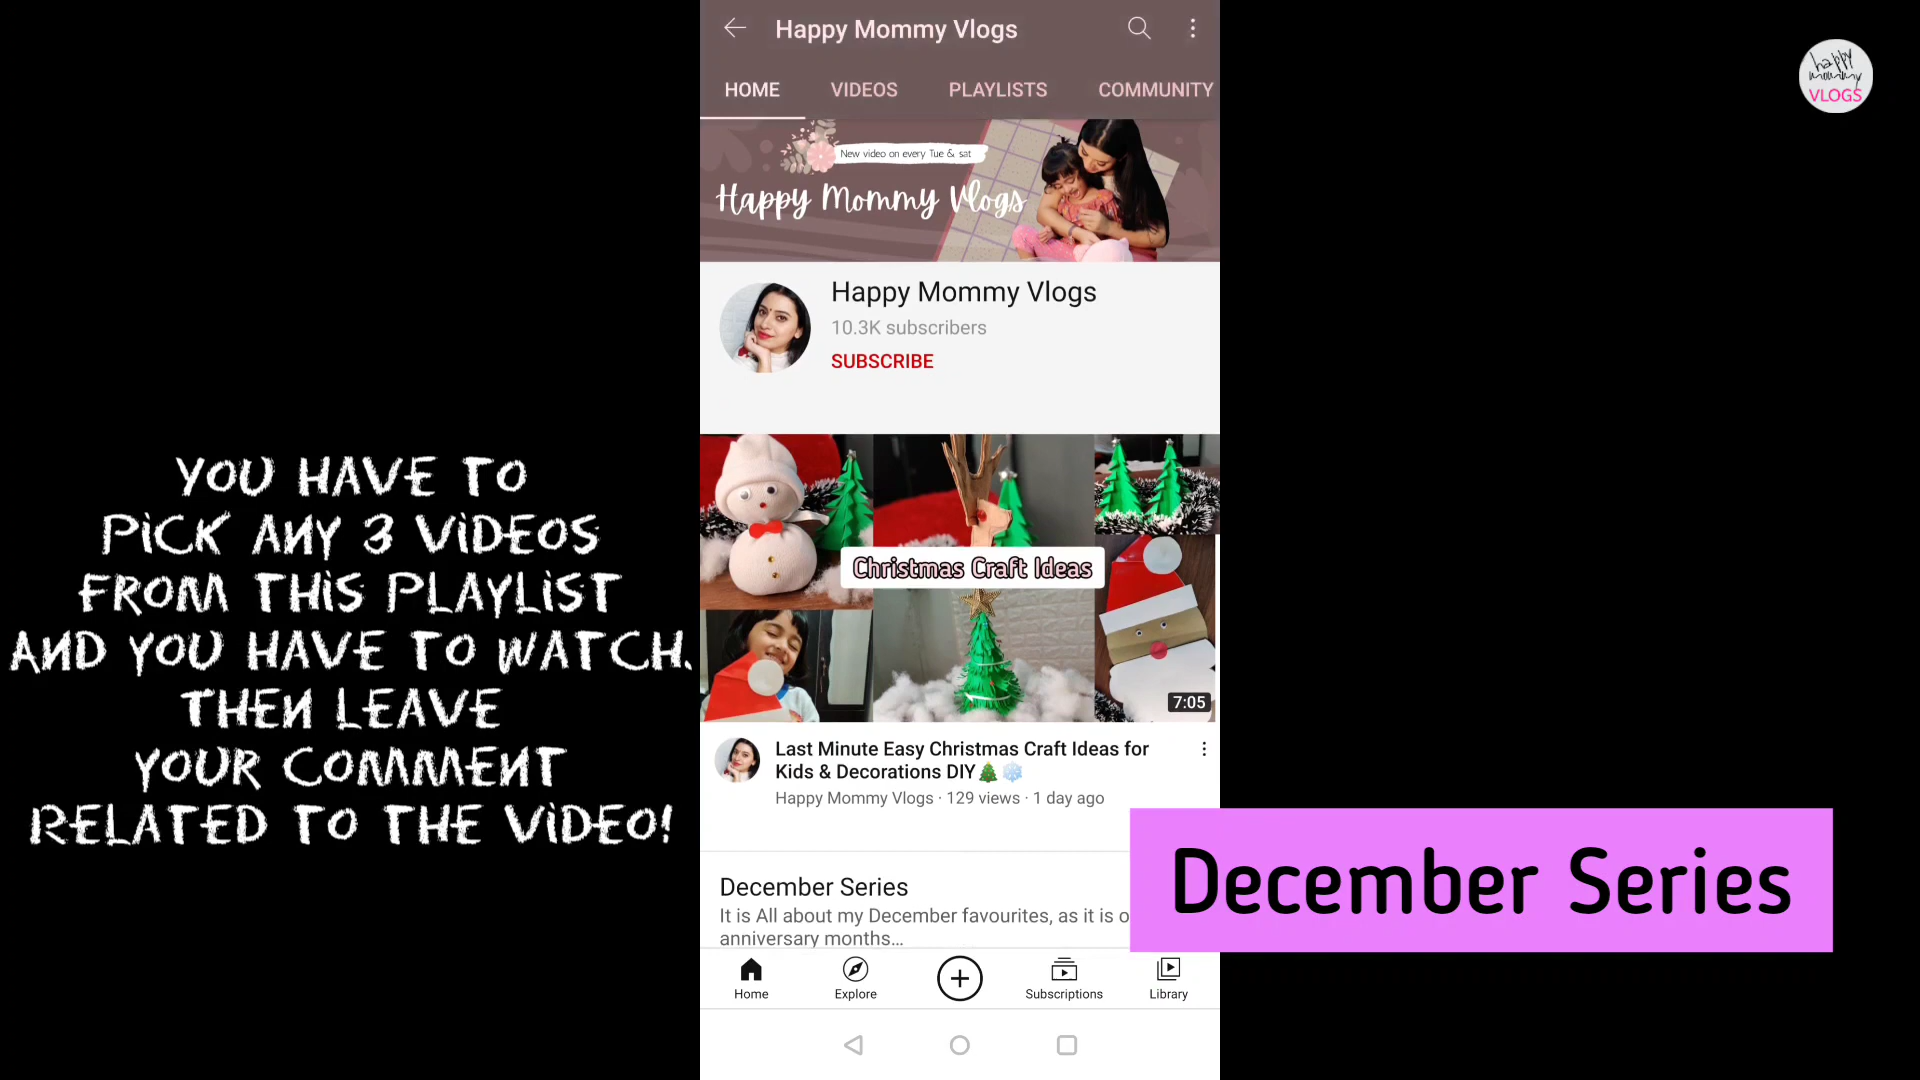 Happy Mommy Vlogs
HOME VIDEOS PLAYLISTS COMMUNITY
New video on every Tue & sat
Happy Mommy Vlogs
Happy Mommy Vlogs
10.3K subscribers
SUBSCRIBE
Christmas Craft Ideas
7:05
Last Minute Easy Christmas Craft Ideas for
Kids & Decorations DIY🎄❄️
Happy Mommy Vlogs · 129 views · 1 day ago
December Series
It is All about my December favourites, as it is o
anniversary months...
Home Explore Subscriptions Library
YOU HAVE TO
PICK ANY 3 VIDEOS
FROM THIS PLAYLIST
AND YOU HAVE TO WATCH.
THEN LEAVE
YOUR COMMENT
RELATED TO THE VIDEO!
December Series
happy
mommy
VLOGS